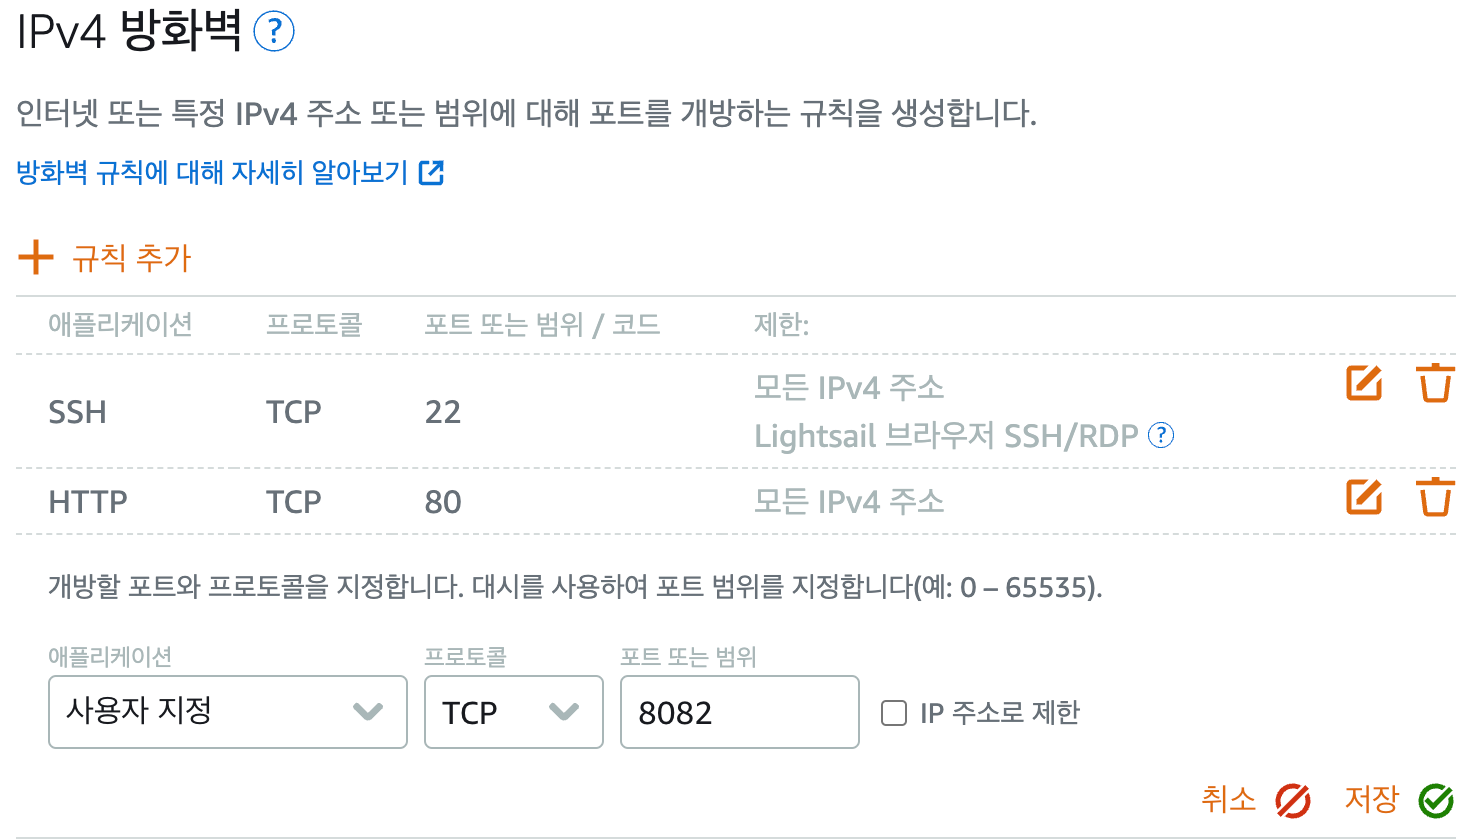 IPv4 방화벽 ?
인터넷 또는 특정 IPv4 주소 또는 범위에 대해 포트를 개방하는 규칙을 생성합니다.
방화벽 규칙에 대해 자세히 알아보기
규칙 추가
애플리케이션 프로토콜 포트 또는 범위 / 코드 제한:
SSH TCP 22 모든 IPv4 주소
Lightsail 브라우저 SSH/RDP ?
HTTP TCP 80 모든 IPv4 주소
개방할 포트와 프로토콜을 지정합니다. 대시를 사용하여 포트 범위를 지정합니다(예: 0 – 65535).
애플리케이션 프로토콜 포트 또는 범위
사용자 지정 TCP 8082 IP 주소로 제한
취소 저장